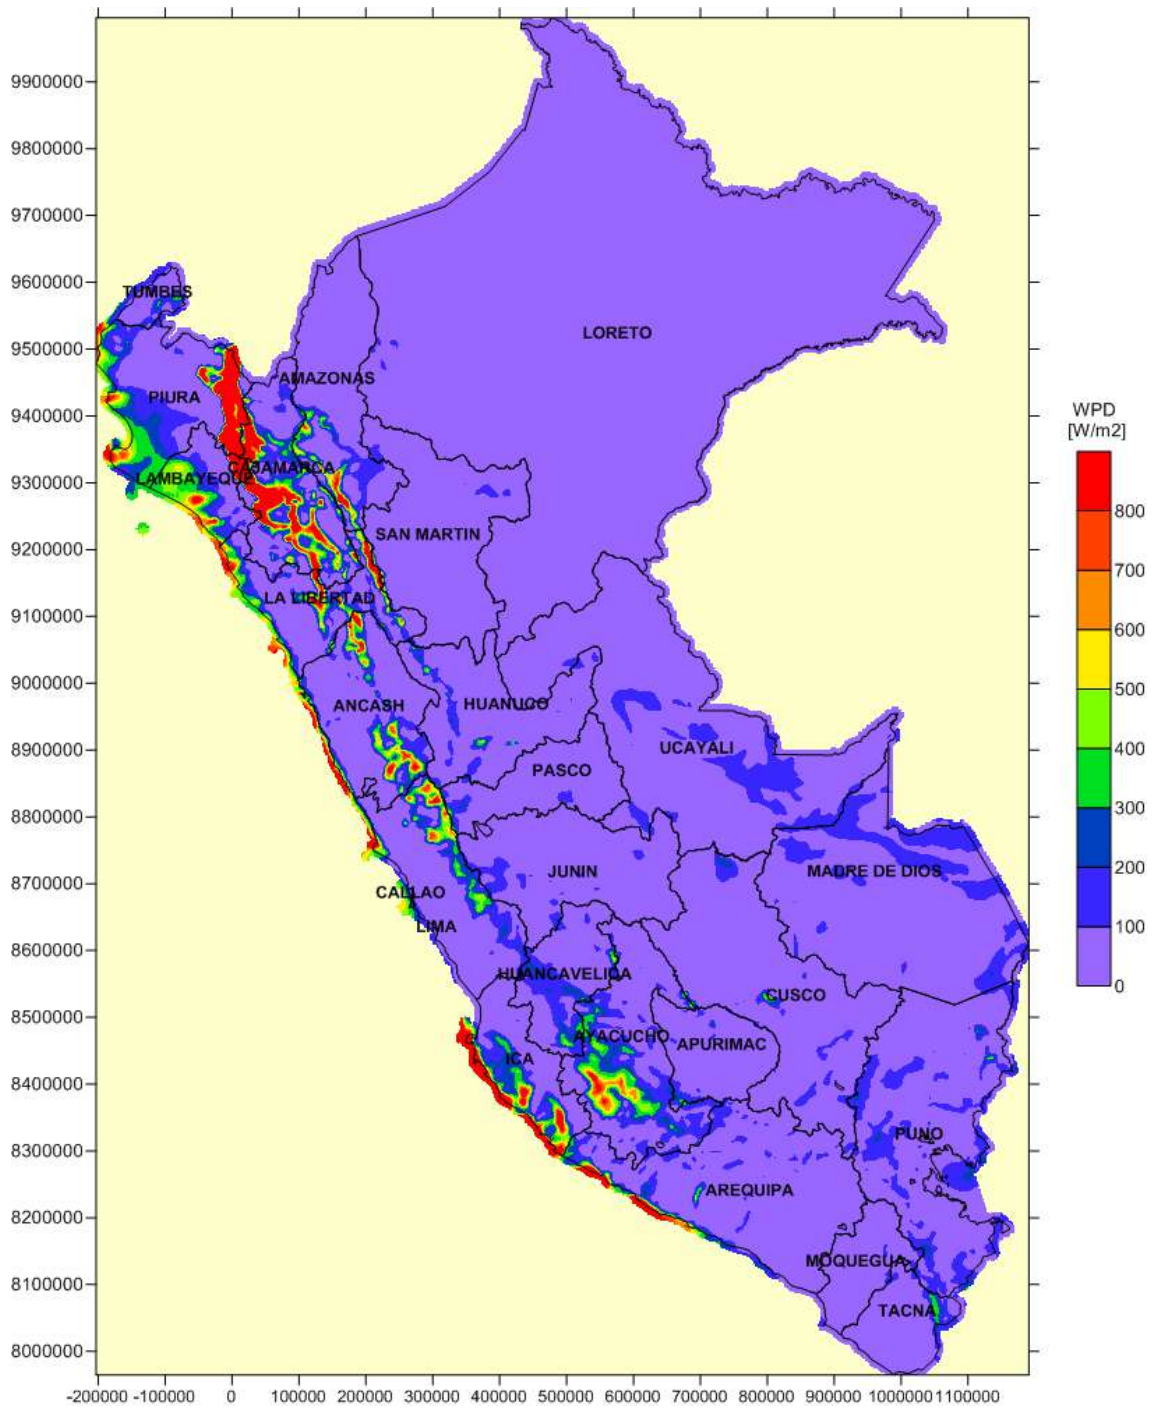 9900000
9800000
9700000
9600000
9500000
9400000
9300000
9200000
9100000
9000000
8900000
8800000
8700000
8600000
8500000
8400000
8300000
8200000
8100000
8000000
TUMBES
LORETO
AMAZONAS
PIURA
CAJAMARCA
LAMBAYEQUE
SAN MARTIN
LA LIBERTAD
ANCASH
HUANUCO
UCAYALI
PASCO
JUNIN
MADRE DE DIOS
CALLAO
LIMA
HUANCAVELICA
CUSCO
AYACUCHO
APURIMAC
ICA
PUNO
AREQUIPA
MOQUEGUA
TACNA
WPD
[W/m2]
800
700
600
500
400
300
200
100
0
-200000 -100000 0 100000 200000 300000 400000 500000 600000 700000 800000 900000 1000000 1100000